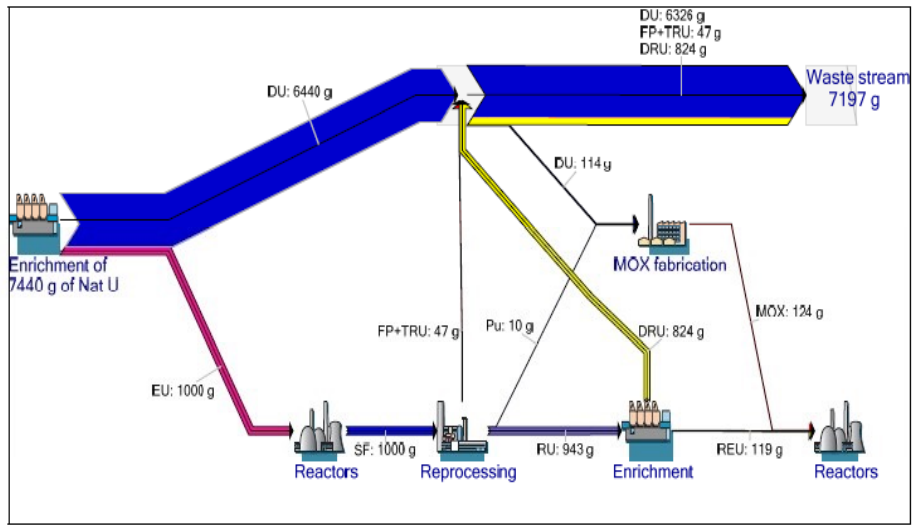 DU: 6326 g
FP+TRU: 47 g
DRU: 824 g
Waste stream
7197 g
DU: 6440 g
DU: 114 g
Enrichment of
7440 g of Nat U
MOX fabrication
FP+TRU: 47 g
Pu: 10 g
DRU: 824 g
MOX: 124 g
EU: 1000 g
SF: 1000 g
RU: 943 g
REU: 119 g
Reactors
Reprocessing
Enrichment
Reactors